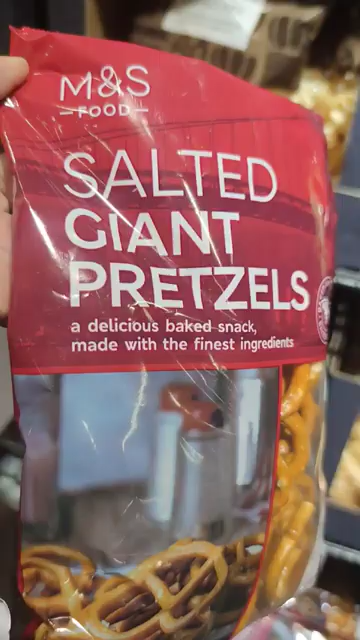 M&S
FOOD
SALTED
GIANT
PRETZELS
a delicious baked snack,
made with the finest ingredients